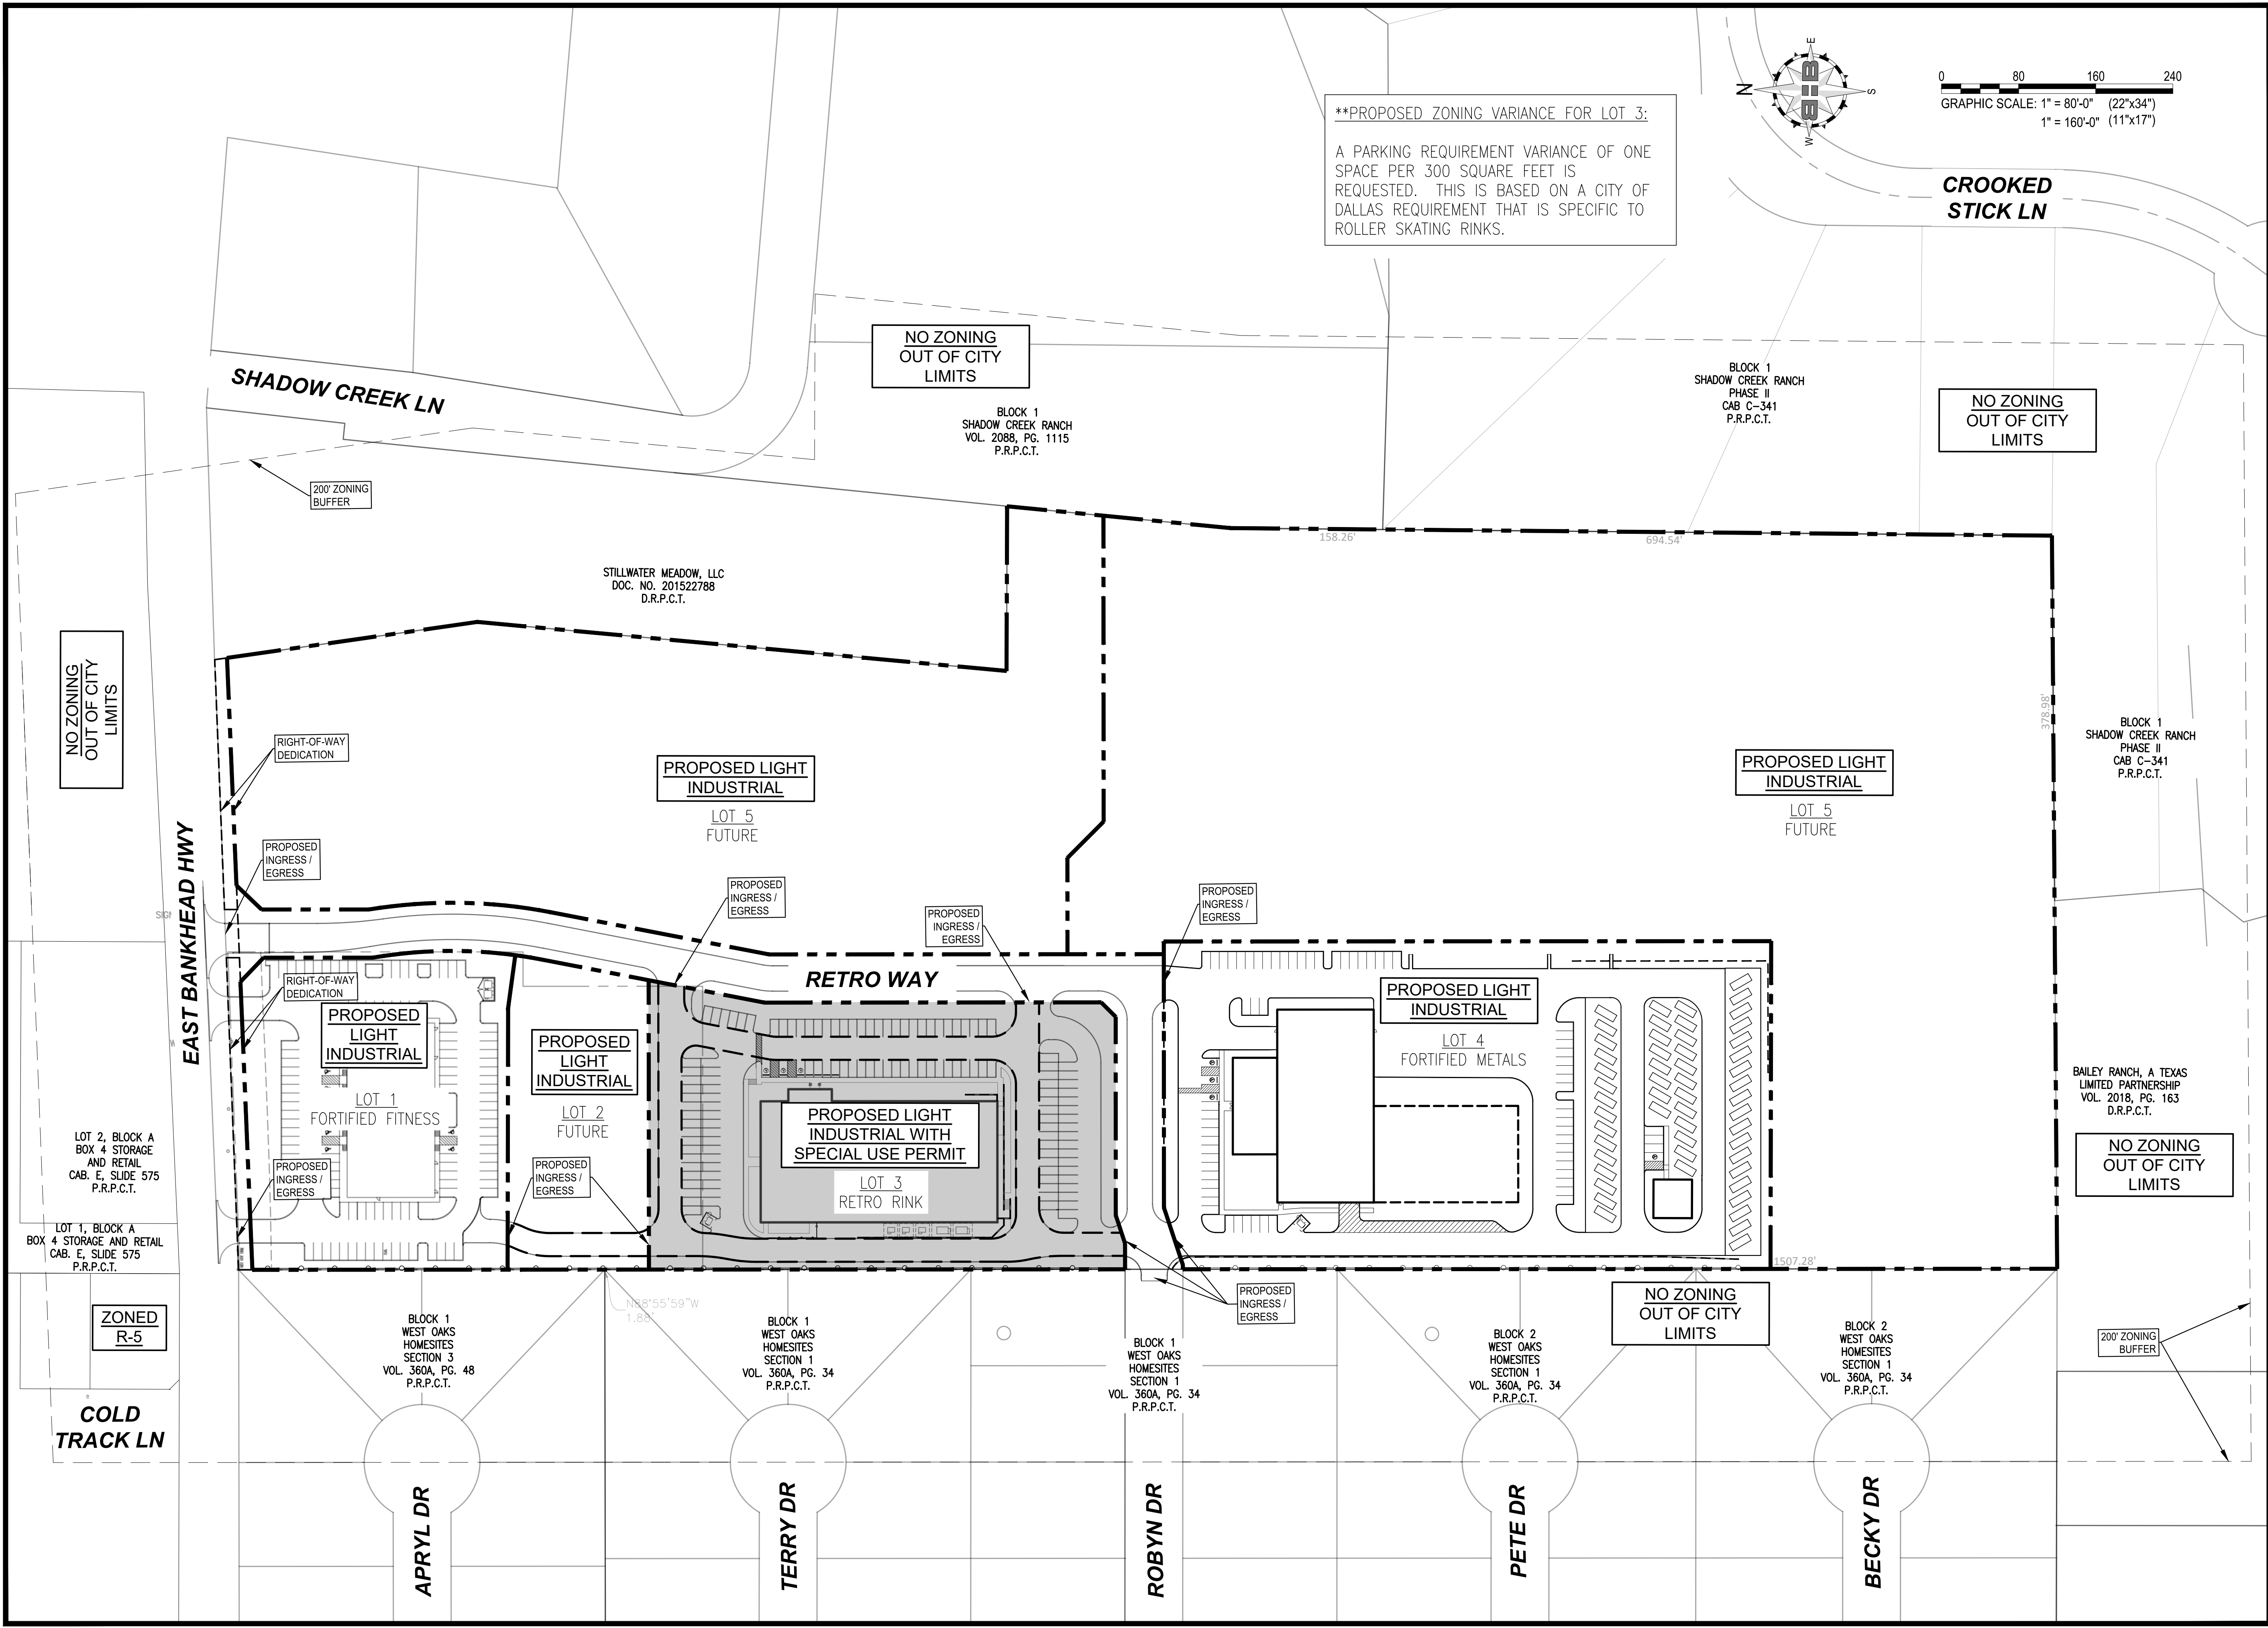 **PROPOSED ZONING VARIANCE FOR LOT 3:
A PARKING REQUIREMENT VARIANCE OF ONE
SPACE PER 300 SQUARE FEET IS
REQUESTED. THIS IS BASED ON A CITY OF
DALLAS REQUIREMENT THAT IS SPECIFIC TO
ROLLER SKATING RINKS.
E
N
S
W
B
B
0 80 160 240
GRAPHIC SCALE: 1" = 80'-0" (22"x34")
1" = 160'-0" (11"x17")
CROOKED
STICK LN
SHADOW CREEK LN
NO ZONING
OUT OF CITY
LIMITS
BLOCK 1
SHADOW CREEK RANCH
VOL. 2088, PG. 1115
P.R.P.C.T.
BLOCK 1
SHADOW CREEK RANCH
PHASE II
CAB C-341
P.R.P.C.T.
NO ZONING
OUT OF CITY
LIMITS
200' ZONING
BUFFER
158.26'
694.54'
STILLWATER MEADOW, LLC
DOC. NO. 201522788
D.R.P.C.T.
NO ZONING
OUT OF CITY
LIMITS
378.98'
BLOCK 1
SHADOW CREEK RANCH
PHASE II
CAB C-341
P.R.P.C.T.
RIGHT-OF-WAY
DEDICATION
PROPOSED LIGHT
INDUSTRIAL
LOT 5
FUTURE
PROPOSED LIGHT
INDUSTRIAL
LOT 5
FUTURE
PROPOSED
INGRESS /
EGRESS
EAST BANKHEAD HWY
SIG
PROPOSED
INGRESS /
EGRESS
PROPOSED
INGRESS /
EGRESS
PROPOSED
INGRESS /
EGRESS
RETRO WAY
RIGHT-OF-WAY
DEDICATION
PROPOSED
LIGHT
INDUSTRIAL
LOT 1
FORTIFIED FITNESS
PROPOSED
LIGHT
INDUSTRIAL
LOT 2
FUTURE
PROPOSED LIGHT
INDUSTRIAL WITH
SPECIAL USE PERMIT
LOT 3
RETRO RINK
PROPOSED LIGHT
INDUSTRIAL
LOT 4
FORTIFIED METALS
BAILEY RANCH, A TEXAS
LIMITED PARTNERSHIP
VOL. 2018, PG. 163
D.R.P.C.T.
NO ZONING
OUT OF CITY
LIMITS
LOT 2, BLOCK A
BOX 4 STORAGE
AND RETAIL
CAB. E, SLIDE 575
P.R.P.C.T.
PROPOSED
INGRESS /
EGRESS
PROPOSED
INGRESS /
EGRESS
LOT 1, BLOCK A
BOX 4 STORAGE AND RETAIL
CAB. E, SLIDE 575
P.R.P.C.T.
1507.28'
PROPOSED
INGRESS /
EGRESS
NO ZONING
OUT OF CITY
LIMITS
ZONED
R-5
N88°55'59"W
1.88'
BLOCK 1
WEST OAKS
HOMESITES
SECTION 3
VOL. 360A, PG. 48
P.R.P.C.T.
BLOCK 1
WEST OAKS
HOMESITES
SECTION 1
VOL. 360A, PG. 34
P.R.P.C.T.
BLOCK 1
WEST OAKS
HOMESITES
SECTION 1
VOL. 360A, PG. 34
P.R.P.C.T.
BLOCK 2
WEST OAKS
HOMESITES
SECTION 1
VOL. 360A, PG. 34
P.R.P.C.T.
BLOCK 2
WEST OAKS
HOMESITES
SECTION 1
VOL. 360A, PG. 34
P.R.P.C.T.
200' ZONING
BUFFER
COLD
TRACK LN
APRYL DR
TERRY DR
ROBYN DR
PETE DR
BECKY DR